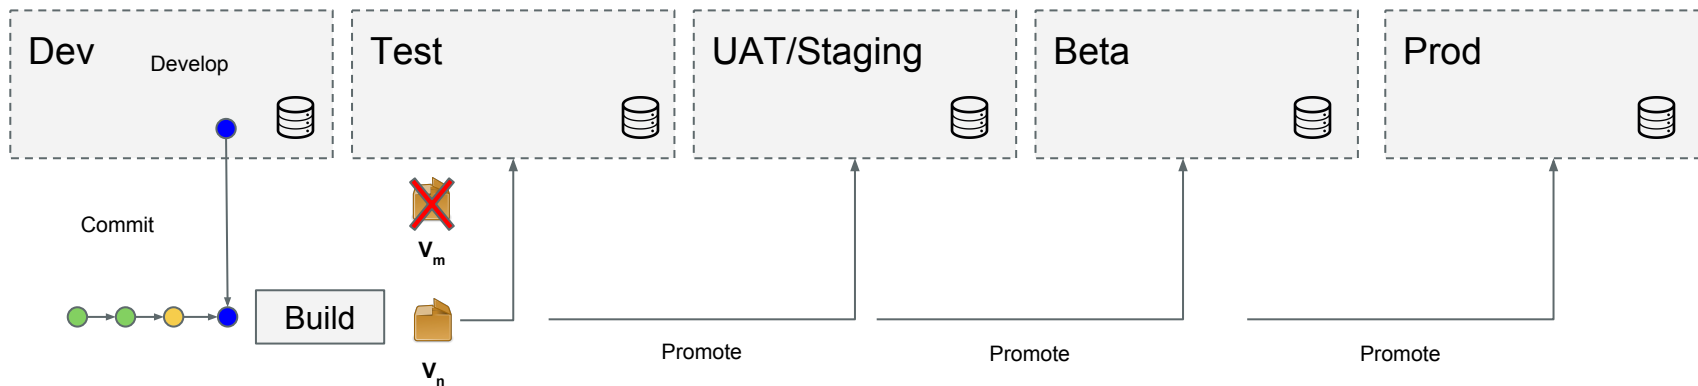 Dev
Develop
Test
UAT/Staging
Beta
Prod
Commit
Vm
Build
Vn
Promote
Promote
Promote